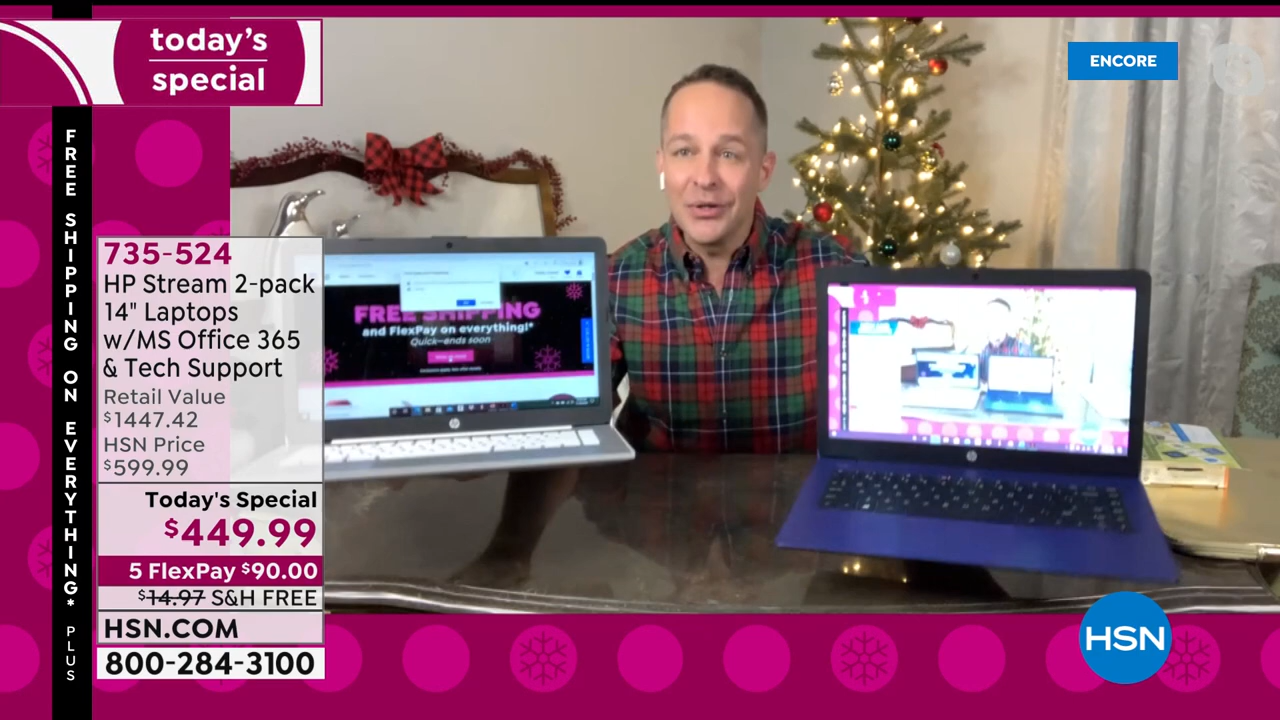 today's
special
ENCORE
FREE SHIPPING ON EVERYTHING* PLUS
735-524
HP Stream 2-pack
14" Laptops
w/MS Office 365
& Tech Support
Retail Value
$1447.42
HSN Price
$599.99
Today's Special
$449.99
5 FlexPay $90.00
$14.97 S&H FREE
HSN.COM
800-284-3100
FREE SHIPPING
and FlexPay on everything!*
Quick–ends soon
hp
hp
HSN